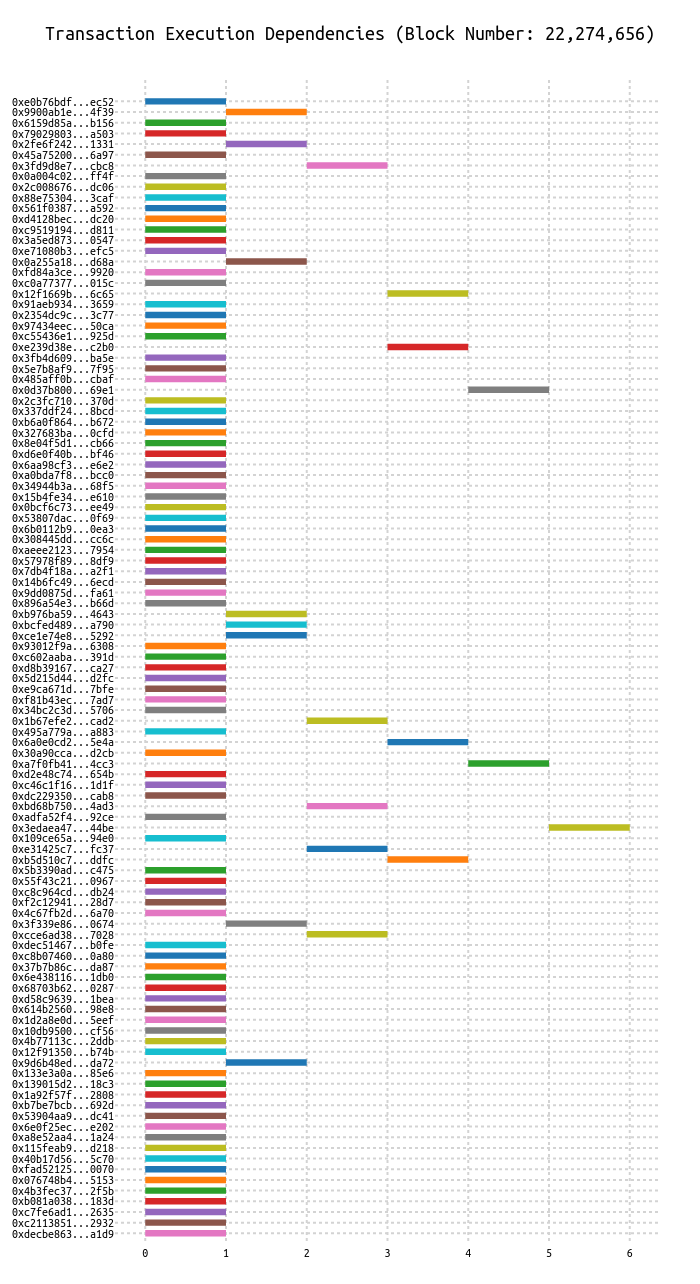 Transaction Execution Dependencies (Block Number: 22,274,656)
0xe0b76bdf...ec52
0x9900ab1e...4f39
0x6159d85a...b156
0x79029803...a503
0x2fe6f242...1331
0x45a75200...6a97
0x3fd9d8e7...cbc8
0x0a004c02...ff4f
0x2c008676...dc06
0x88e75304...3caf
0x561f0387...a592
0xd4128bec...dc20
0xc9519194...d811
0x3a5ed873...0547
0xe71080b3...efc5
0x0a255a18...d68a
0xfd84a3ce...9920
0xc0a77377...015c
0x12f1669b...6c65
0x91aeb934...3659
0x2354dc9c...3c77
0x97434eec...50ca
0xc55436e1...925d
0xe239d38e...c2b0
0x3fb4d609...ba5e
0x5e7b8af9...7f95
0x485aff0b...cbaf
0x0d37b800...69e1
0x2c3fc710...370d
0x337ddf24...8bcd
0xb6a0f864...b672
0x327683ba...0cfd
0x8e04f5d1...cb66
0xd6e0f40b...bf46
0x6aa98cf3...e6e2
0xa0bda7f8...bcc0
0x34944b3a...68f5
0x15b4fe34...e610
0x0bcf6c73...ee49
0x53807dac...0f69
0x6b0112b9...0ea3
0x308445dd...cc6c
0xaeee2123...7954
0x57978f89...8df9
0x7db4f18a...a2f1
0x14b6fc49...6ecd
0x9dd0875d...fa61
0x896a54e3...b66d
0xb976ba59...4643
0xbcfed489...a790
0xce1e74e8...5292
0x93012f9a...6308
0xc602aaba...391d
0xd8b39167...ca27
0x5d215d44...d2fc
0xe9ca671d...7bfe
0xf81b43ec...7ad7
0x34bc2c3d...5706
0x1b67efe2...cad2
0x495a779a...a883
0x6a0e0cd2...5e4a
0x30a90cca...d2cb
0xa7f0fb41...4cc3
0xd2e48c74...654b
0xc46c1f16...1d1f
0xdc229350...cab8
0xbd68b750...4ad3
0xadfa52f4...92ce
0x3edaea47...44be
0x109ce65a...94e0
0xe31425c7...fc37
0xb5d510c7...ddfc
0x5b3390ad...c475
0x55f43c21...0967
0xc8c964cd...db24
0xf2c12941...28d7
0x4c67fb2d...6a70
0x3f339e86...0674
0xcce6ad38...7028
0xdec51467...b0fe
0xc8b07460...0a80
0x37b7b86c...da87
0x6e438116...1db0
0x68703b62...0287
0xd58c9639...1bea
0x614b2560...98e8
0x1d2a8e0d...5eef
0x10db9500...cf56
0x4b77113c...2ddb
0x12f91350...b74b
0x9d6b48ed...da72
0x133e3a0a...85e6
0x139015d2...18c3
0x1a92f57f...2808
0xb7be7bcb...692d
0x53904aa9...dc41
0x6e0f25ec...e202
0xa8e52aa4...1a24
0x115feab9...d218
0x40b17d56...5c70
0xfad52125...0070
0x076748b4...5153
0x4b3fec37...2f5b
0xb081a038...183d
0xc7fe6ad1...2635
0xc2113851...2932
0xdecbe863...a1d9
0 1 2 3 4 5 6